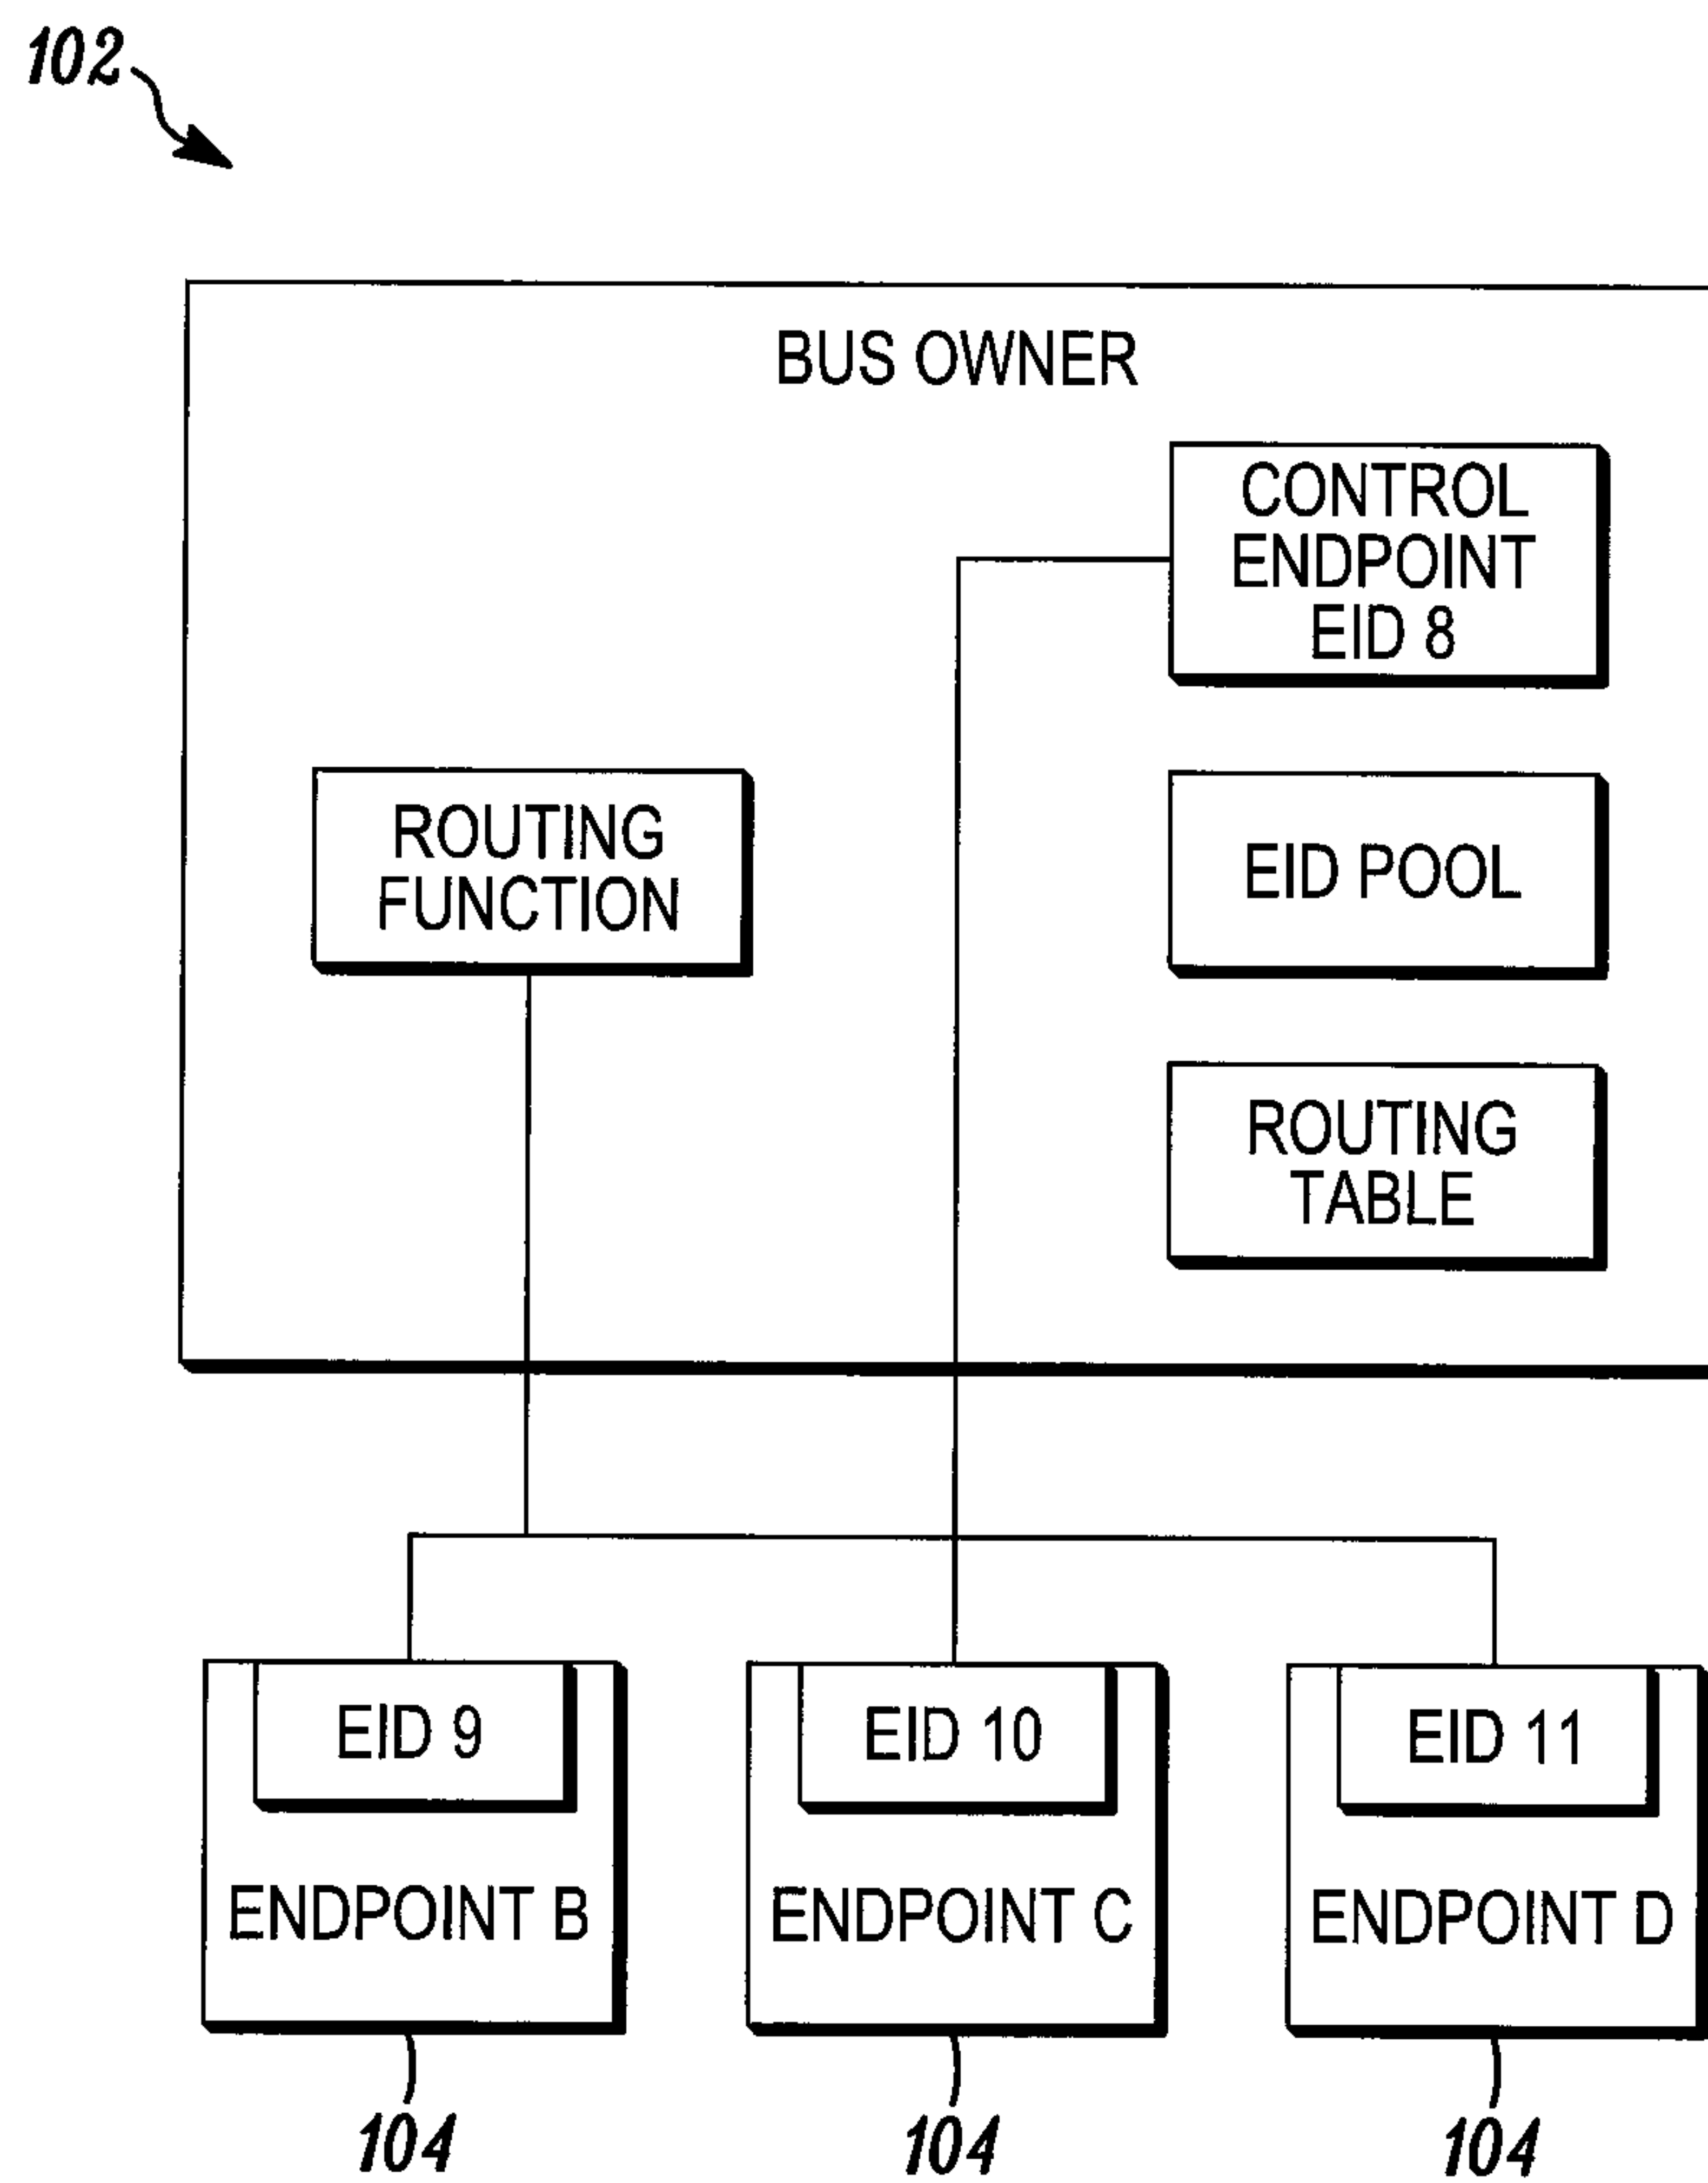 102
BUS OWNER
CONTROL
ENDPOINT
EID 8
ROUTING
FUNCTION
EID POOL
ROUTING
TABLE
EID 9
EID 10
EID 11
ENDPOINT B
ENDPOINT C
ENDPOINT D
104
104
104